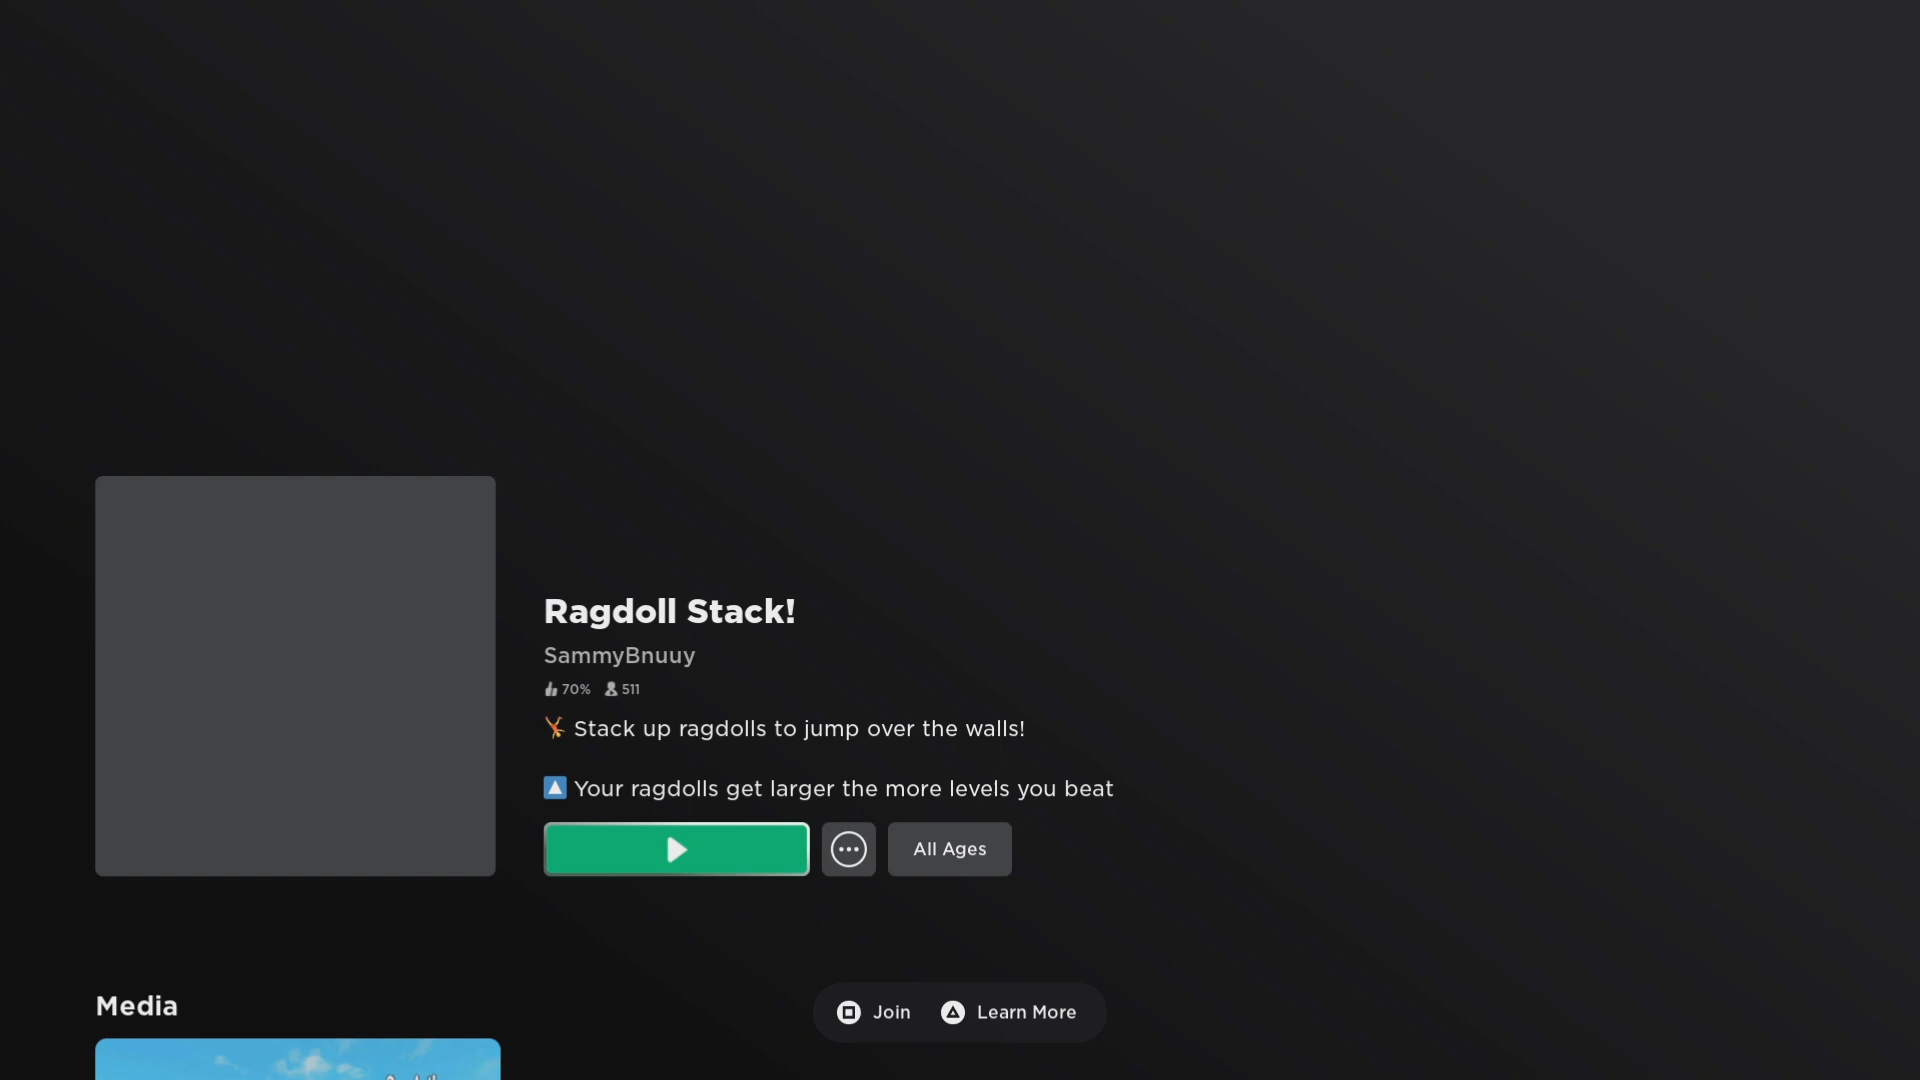 Ragdoll Stack!
SammyBnuuy
70% 511
Stack up ragdolls to jump over the walls!
Your ragdolls get larger the more levels you beat
All Ages
Media
Join Learn More